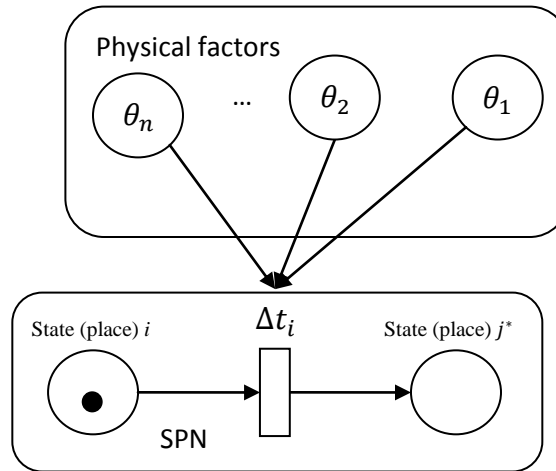 Physical factors
θₙ ... θ₂ θ₁
Δtᵢ
State (place) i State (place) j*
SPN